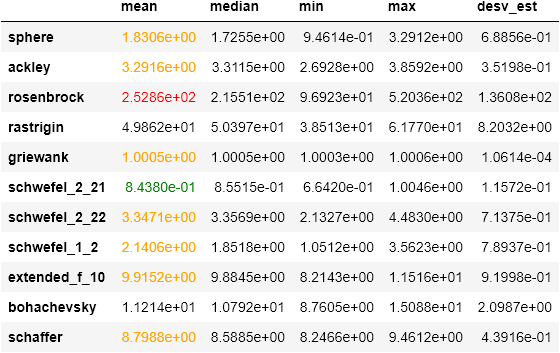 mean median min max desv_est
sphere 1.8306e+00 1.7255e+00 9.4614e-01 3.2912e+00 6.8856e-01
ackley 3.2916e+00 3.3115e+00 2.6928e+00 3.8592e+00 3.5198e-01
rosenbrock 2.5286e+02 2.1551e+02 9.6923e+01 5.2036e+02 1.3608e+02
rastrigin 4.9862e+01 5.0397e+01 3.8513e+01 6.1770e+01 8.2032e+00
griewank 1.0005e+00 1.0005e+00 1.0003e+00 1.0006e+00 1.0614e-04
schwefel_2_21 8.4380e-01 8.5515e-01 6.6420e-01 1.0046e+00 1.1572e-01
schwefel_2_22 3.3471e+00 3.3569e+00 2.1327e+00 4.4830e+00 7.1375e-01
schwefel_1_2 2.1406e+00 1.8518e+00 1.0512e+00 3.5623e+00 7.8937e-01
extended_f_10 9.9152e+00 9.8845e+00 8.2143e+00 1.1516e+01 9.1998e-01
bohachevsky 1.1214e+01 1.0792e+01 8.7605e+00 1.5088e+01 2.0987e+00
schaffer 8.7988e+00 8.5885e+00 8.2466e+00 9.4612e+00 4.3916e-01